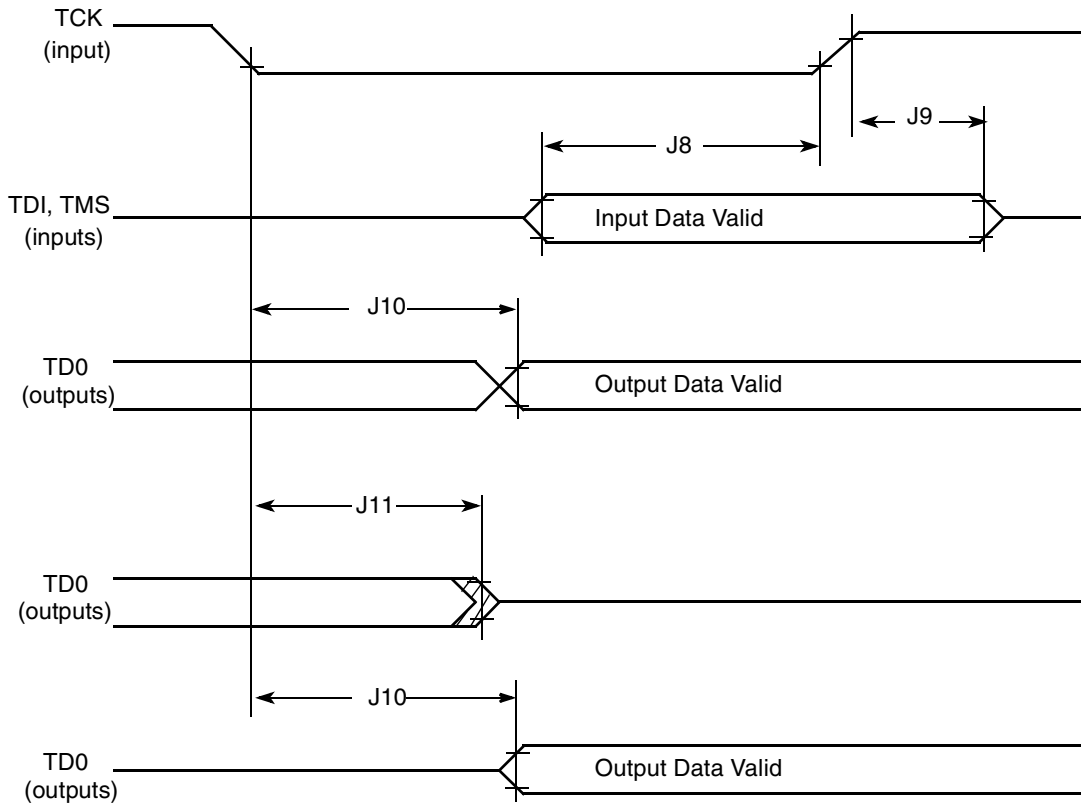 TCK
(input)
J9
J8
TDI, TMS
(inputs)
Input Data Valid
J10
TD0
(outputs)
Output Data Valid
J11
TD0
(outputs)
J10
TD0
(outputs)
Output Data Valid